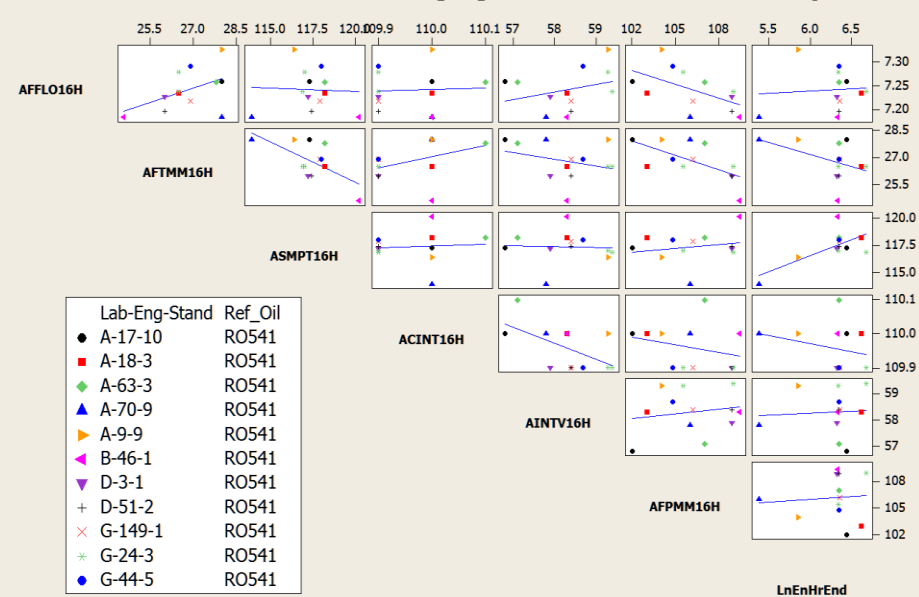 25.5 27.0 28.5 115.0 117.5 120.0 109.9 110.0 110.1 57 58 59 102 105 108 5.5 6.0 6.5
AFFLO16H 7.30
7.25
7.20
AFTMM16H 28.5
27.0
25.5
ASMPT16H 120.0
117.5
115.0
ACINT16H 110.1
110.0
109.9
AINTV16H 59
58
57
AFPMM16H 108
105
102
LnEnHrEnd
Lab-Eng-Stand Ref_Oil
A-17-10 RO541
A-18-3 RO541
A-63-3 RO541
A-70-9 RO541
A-9-9 RO541
B-46-1 RO541
D-3-1 RO541
D-51-2 RO541
G-149-1 RO541
G-24-3 RO541
G-44-5 RO541